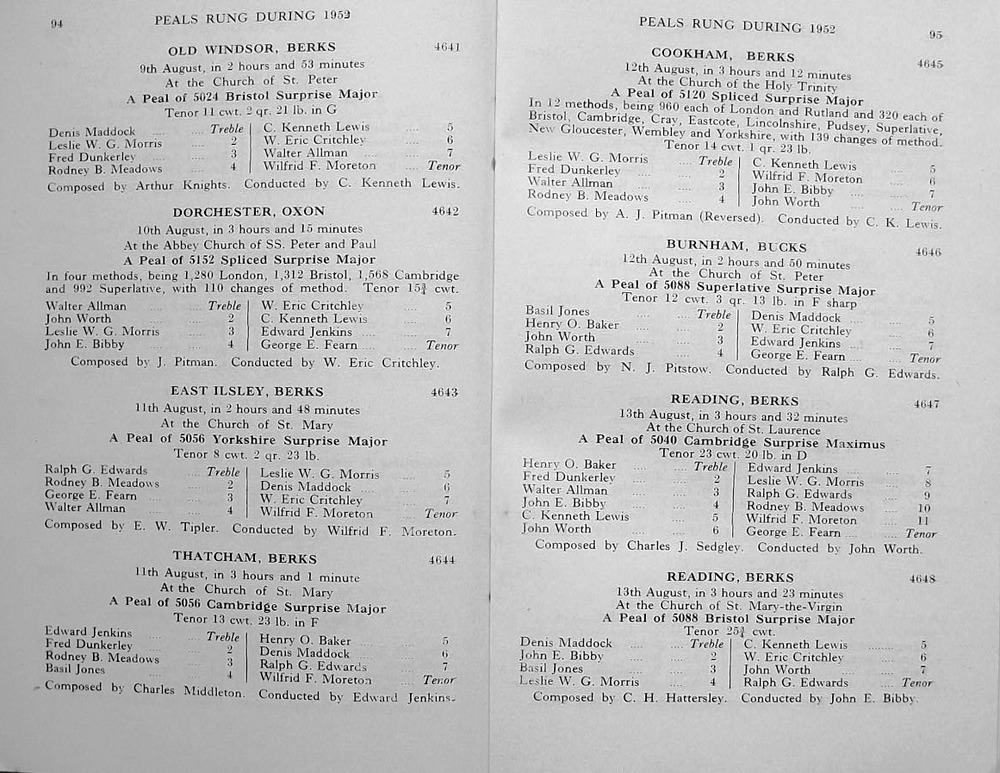 94
PEALS RUNG DURING 1952
OLD WINDSOR, BERKS 4641
9th August, in 2 hours and 53 minutes
At the Church of St. Peter
A Peal of 5024 Bristol Surprise Major
Tenor 11 cwt. 2 qr. 21 lb. in G
Denis Maddock .... .... Treble | C. Kenneth Lewis .... 5
Leslie W. G. Morris .... 2 | W. Eric Critchley .... 6
Fred Dunkerley .... .... 3 | Walter Allman .... .... 7
Rodney B. Meadows .... 4 | Wilfrid F. Moreton .... Tenor
Composed by Arthur Knights. Conducted by C. Kenneth Lewis.
DORCHESTER, OXON 4642
10th August, in 3 hours and 15 minutes
At the Abbey Church of SS. Peter and Paul
A Peal of 5152 Spliced Surprise Major
In four methods, being 1,280 London, 1,312 Bristol, 1,568 Cambridge
and 992 Superlative, with 110 changes of method. Tenor 15¾ cwt.
Walter Allman .... .... Treble | W. Eric Critchley .... 5
John Worth .... .... 2 | C. Kenneth Lewis .... 6
Leslie W. G. Morris .... 3 | Edward Jenkins .... .... 7
John E. Bibby .... .... 4 | George E. Fearn .... .... Tenor
Composed by J. Pitman. Conducted by W. Eric Critchley.
EAST ILSLEY, BERKS 4643
11th August, in 2 hours and 48 minutes
At the Church of St. Mary
A Peal of 5056 Yorkshire Surprise Major
Tenor 8 cwt. 2 qr. 23 lb.
Ralph G. Edwards .... .... Treble | Leslie W. G. Morris .... 5
Rodney B. Meadows .... 2 | Denis Maddock .... .... 6
George E. Fearn .... .... 3 | W. Eric Critchley .... 7
Walter Allman .... .... 4 | Wilfrid F. Moreton .... Tenor
Composed by E. W. Tipler. Conducted by Wilfrid F. Moreton.
THATCHAM, BERKS 4644
11th August, in 3 hours and 1 minute
At the Church of St. Mary
A Peal of 5056 Cambridge Surprise Major
Tenor 13 cwt. 23 lb. in F
Edward Jenkins .... .... Treble | Henry O. Baker .... .... 5
Fred Dunkerley .... .... 2 | Denis Maddock .... .... 6
Rodney B. Meadows .... 3 | Ralph G. Edwards .... 7
Basil Jones .... .... 4 | Wilfrid F. Moreton .... Tenor
Composed by Charles Middleton. Conducted by Edward Jenkins.
PEALS RUNG DURING 1952
95
COOKHAM, BERKS 4645
12th August, in 3 hours and 12 minutes
At the Church of the Holy Trinity
A Peal of 5120 Spliced Surprise Major
In 12 methods, being 960 each of London and Rutland and 320 each of
Bristol, Cambridge, Cray, Eastcote, Lincolnshire, Pudsey, Superlative,
New Gloucester, Wembley and Yorkshire, with 139 changes of method.
Tenor 14 cwt. 1 qr. 23 lb.
Leslie W. G. Morris .... Treble | C. Kenneth Lewis .... 5
Fred Dunkerley .... .... 2 | Wilfrid F. Moreton .... 6
Walter Allman .... .... 3 | John E. Bibby .... .... 7
Rodney B. Meadows .... 4 | John Worth .... .... Tenor
Composed by A. J. Pitman (Reversed). Conducted by C. K. Lewis.
BURNHAM, BUCKS 4646
12th August, in 2 hours and 50 minutes
At the Church of St. Peter
A Peal of 5088 Superlative Surprise Major
Tenor 12 cwt. 3 qr. 13 lb. in F sharp
Basil Jones .... .... Treble | Denis Maddock .... .... 5
Henry O. Baker .... .... 2 | W. Eric Critchley .... 6
John Worth .... .... 3 | Edward Jenkins .... .... 7
Ralph G. Edwards .... .... 4 | George E. Fearn .... .... Tenor
Composed by N. J. Pitstow. Conducted by Ralph G. Edwards.
READING, BERKS 4647
13th August, in 3 hours and 32 minutes
At the Church of St. Laurence
A Peal of 5040 Cambridge Surprise Maximus
Tenor 23 cwt. 20 lb. in D
Henry O. Baker .... .... Treble | Edward Jenkins .... .... 7
Fred Dunkerley .... .... 2 | Leslie W. G. Morris .... 8
Walter Allman .... .... 3 | Ralph G. Edwards .... 9
John E. Bibby .... .... 4 | Rodney B. Meadows .... 10
C. Kenneth Lewis .... .... 5 | Wilfrid F. Moreton .... 11
John Worth .... .... 6 | George E. Fearn .... .... Tenor
Composed by Charles J. Sedgley. Conducted by John Worth.
READING, BERKS 4648
13th August, in 3 hours and 23 minutes
At the Church of St. Mary-the-Virgin
A Peal of 5088 Bristol Surprise Major
Tenor 25¾ cwt.
Denis Maddock .... .... Treble | C. Kenneth Lewis .... 5
John E. Bibby .... .... 2 | W. Eric Critchley .... 6
Basil Jones .... .... 3 | John Worth .... .... 7
Leslie W. G. Morris .... 4 | Ralph G. Edwards .... Tenor
Composed by C. H. Hattersley. Conducted by John E. Bibby.